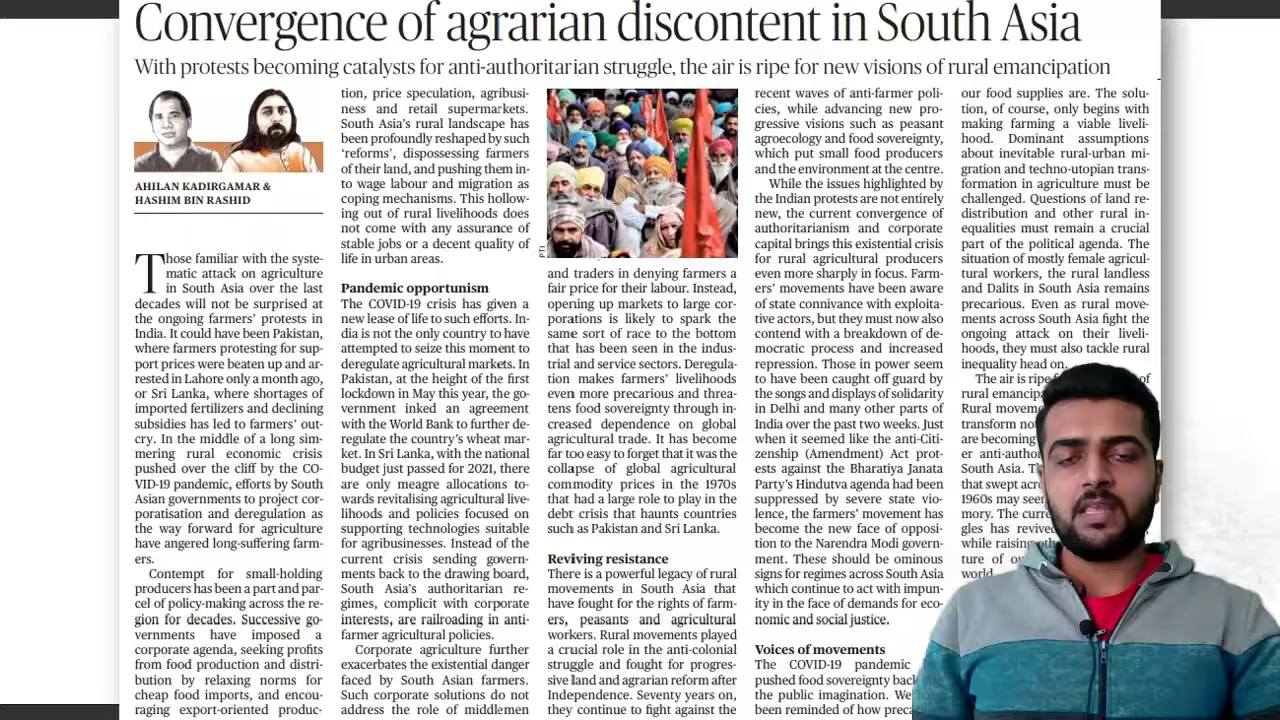 Convergence of agrarian discontent in South Asia
With protests becoming catalysts for anti-authoritarian struggle, the air is ripe for new visions of rural emancipation
AHILAN KADIRGAMAR &
HASHIM BIN RASHID
Those familiar with the syste-
matic attack on agriculture
in South Asia over the last
decades will not be surprised at
the ongoing farmers' protests in
India. It could have been Pakistan,
where farmers protesting for sup-
port prices were beaten up and ar-
rested in Lahore only a month ago,
or Sri Lanka, where shortages of
imported fertilizers and declining
subsidies has led to farmers' out-
cry. In the middle of a long sim-
mering rural economic crisis
pushed over the cliff by the CO-
VID-19 pandemic, efforts by South
Asian governments to project cor-
poratisation and deregulation as
the way forward for agriculture
have angered long-suffering farm-
ers.
Contempt for small-holding
producers has been a part and par-
cel of policy-making across the re-
gion for decades. Successive go-
vernments have imposed a
corporate agenda, seeking profits
from food production and distri-
bution by relaxing norms for
cheap food imports, and encou-
raging export-oriented produc-
tion, price speculation, agribusi-
ness and retail supermarkets.
South Asia's rural landscape has
been profoundly reshaped by such
'reforms', dispossessing farmers
of their land, and pushing them in-
to wage labour and migration as
coping mechanisms. This hollow-
ing out of rural livelihoods does
not come with any assurance of
stable jobs or a decent quality of
life in urban areas.
Pandemic opportunism
The COVID-19 crisis has given a
new lease of life to such efforts. In-
dia is not the only country to have
attempted to seize this moment to
deregulate agricultural markets. In
Pakistan, at the height of the first
lockdown in May this year, the go-
vernment inked an agreement
with the World Bank to further de-
regulate the country's wheat mar-
ket. In Sri Lanka, with the national
budget just passed for 2021, there
are only meagre allocations to-
wards revitalising agricultural live-
lihoods and policies focused on
supporting technologies suitable
for agribusinesses. Instead of the
current crisis sending govern-
ments back to the drawing board,
South Asia's authoritarian re-
gimes, complicit with corporate
interests, are railroading in anti-
farmer agricultural policies.
Corporate agriculture further
exacerbates the existential danger
faced by South Asian farmers.
Such corporate solutions do not
address the role of middlemen
PTI
and traders in denying farmers a
fair price for their labour. Instead,
opening up markets to large cor-
porations is likely to spark the
same sort of race to the bottom
that has been seen in the indus-
trial and service sectors. Deregula-
tion makes farmers' livelihoods
even more precarious and threa-
tens food sovereignty through in-
creased dependence on global
agricultural trade. It has become
far too easy to forget that it was the
collapse of global agricultural
commodity prices in the 1970s
that had a large role to play in the
debt crisis that haunts countries
such as Pakistan and Sri Lanka.
Reviving resistance
There is a powerful legacy of rural
movements in South Asia that
have fought for the rights of farm-
ers, peasants and agricultural
workers. Rural movements played
a crucial role in the anti-colonial
struggle and fought for progres-
sive land and agrarian reform after
Independence. Seventy years on,
they continue to fight against the
recent waves of anti-farmer poli-
cies, while advancing new pro-
gressive visions such as peasant
agroecology and food sovereignty,
which put small food producers
and the environment at the centre.
While the issues highlighted by
the Indian protests are not entirely
new, the current convergence of
authoritarianism and corporate
capital brings this existential crisis
for rural agricultural producers
even more sharply in focus. Farm-
ers' movements have been aware
of state connivance with exploita-
tive actors, but they must now also
contend with a breakdown of de-
mocratic process and increased
repression. Those in power seem
to have been caught off guard by
the songs and displays of solidarity
in Delhi and many other parts of
India over the past two weeks. Just
when it seemed like the anti-Citi-
zenship (Amendment) Act prot-
ests against the Bharatiya Janata
Party's Hindutva agenda had been
suppressed by severe state vio-
lence, the farmers' movement has
become the new face of opposi-
tion to the Narendra Modi govern-
ment. These should be ominous
signs for regimes across South Asia
which continue to act with impun-
ity in the face of demands for eco-
nomic and social justice.
Voices of movements
The COVID-19 pandemic
pushed food sovereignty back
the public imagination. We
been reminded of how
our food supplies are. The solu-
tion, of course, only begins with
making farming a viable liveli-
hood. Dominant assumptions
about inevitable rural-urban mi-
gration and techno-utopian trans-
formation in agriculture must be
challenged. Questions of land re-
distribution and other rural in-
equalities must remain a crucial
part of the political agenda. The
situation of mostly female agricul-
tural workers, the rural landless
and Dalits in South Asia remains
precarious. Even as rural move-
ments across South Asia fight the
ongoing attack on their liveli-
hoods, they must also tackle rural
inequality head on.
The air is of
rural
Rural
transform
are becoming
er
South Asia.
that swept
1960s may
mory. The
gles has
while raising
ture of
world